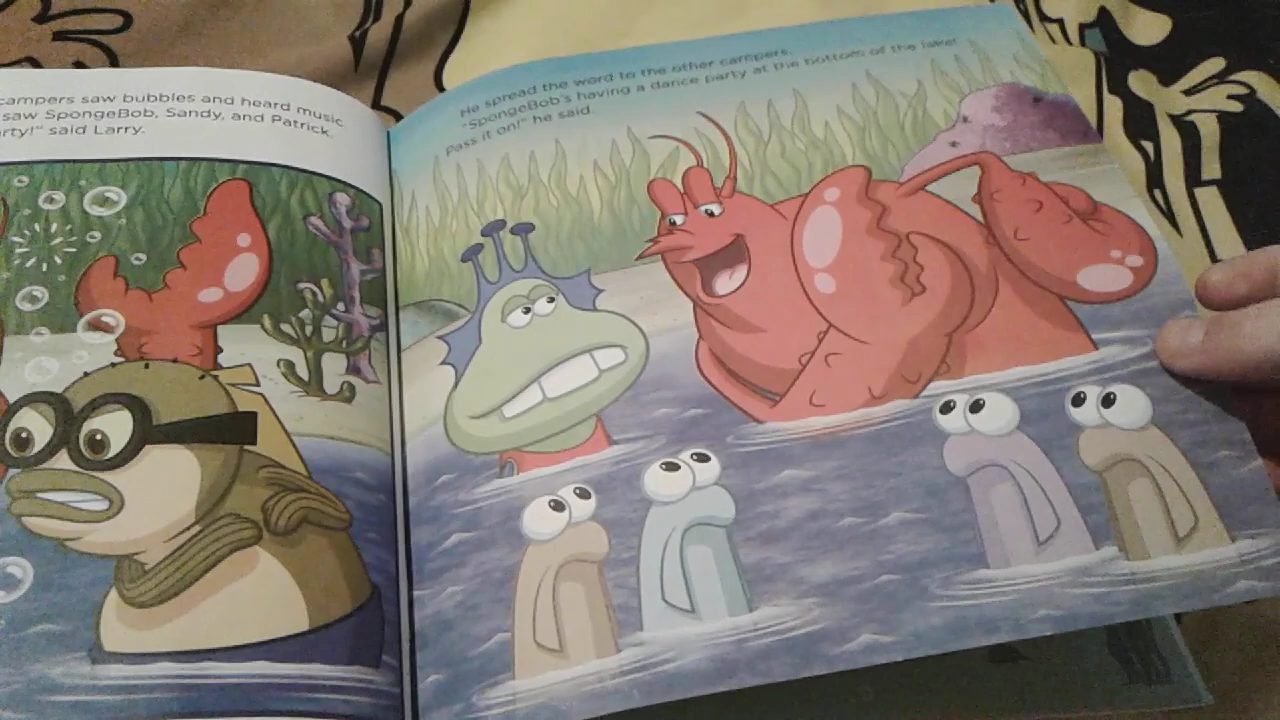 campers saw bubbles and heard music
saw SpongeBob, Sandy, and Patrick.
rty!" said Larry.
He spread the word to the other campers.
"SpongeBob's having a dance party at the bottom of the lake!
Pass it on!" he said.